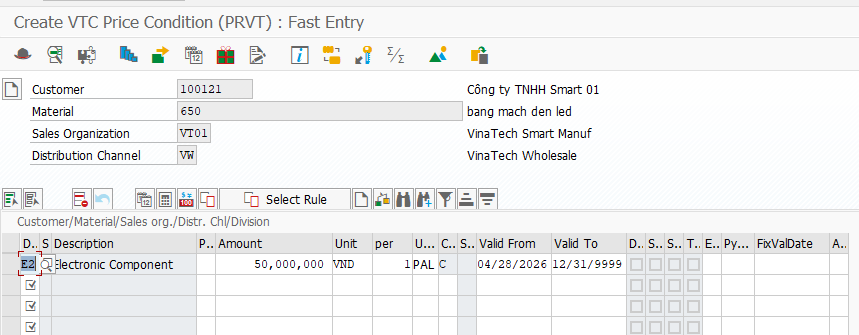 Create VTC Price Condition (PRVT) : Fast Entry
Customer 100121 Công ty TNHH Smart 01
Material 650 bang mach den led
Sales Organization VT01 VinaTech Smart Manuf
Distribution Channel VW VinaTech Wholesale
Select Rule
Customer/Material/Sales org./Distr. Chl/Division
D.. S Description P.. Amount Unit per U... C.. S.. Valid From Valid To D.. S.. S.. T.. E.. Py... FixValDate A..
E2 Electronic Component 50,000,000 VND 1 PAL C 04/28/2026 12/31/9999